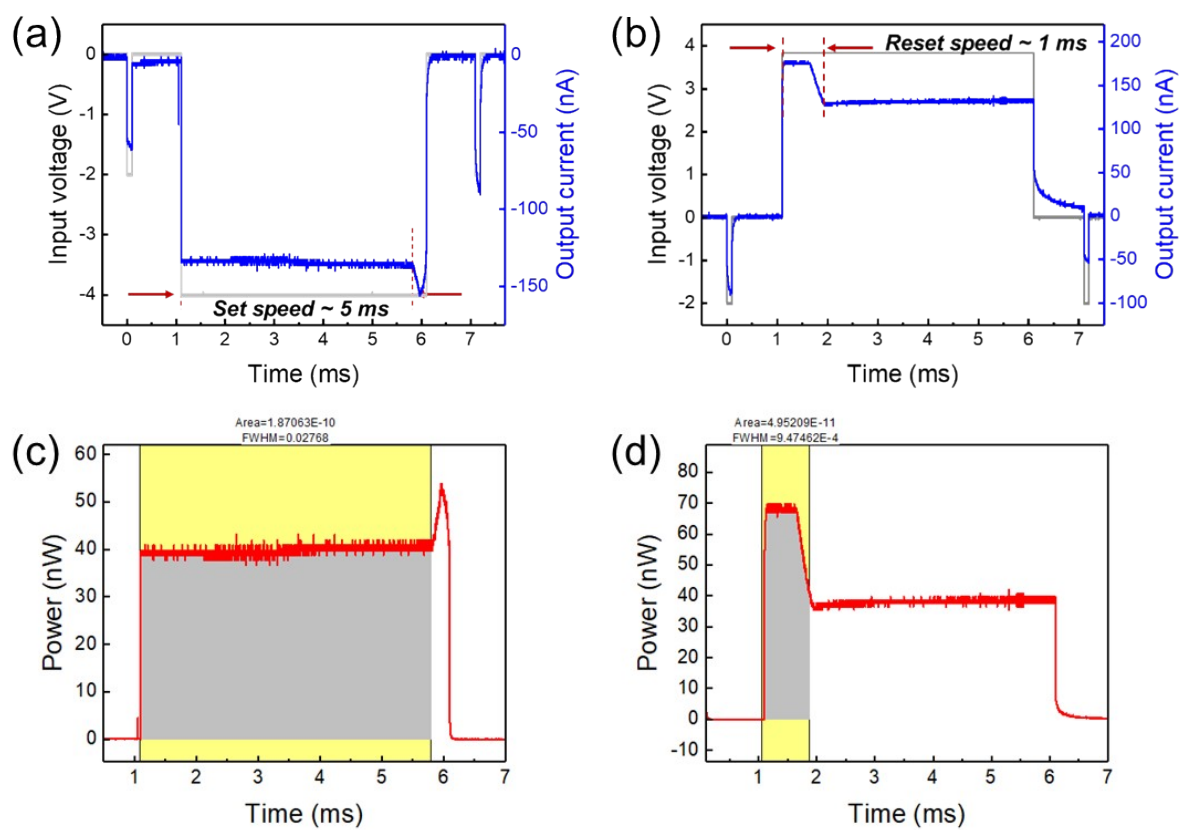 (a)
0
-1
-2
-3
-4
Input voltage (V)
0
-50
-100
-150
Output current (nA)
Set speed ~ 5 ms
0 1 2 3 4 5 6 7
Time (ms)
(b)
4
3
2
1
0
-1
-2
Input voltage (V)
200
150
100
50
0
-50
-100
Output current (nA)
Reset speed ~ 1 ms
0 1 2 3 4 5 6 7
Time (ms)
(c)
Area=1.87063E-10
FWHM=0.02768
60
50
40
30
20
10
0
Power (nW)
1 2 3 4 5 6 7
Time (ms)
(d)
Area=4.95209E-11
FWHM=9.47462E-4
80
70
60
50
40
30
20
10
0
-10
Power (nW)
1 2 3 4 5 6 7
Time (ms)